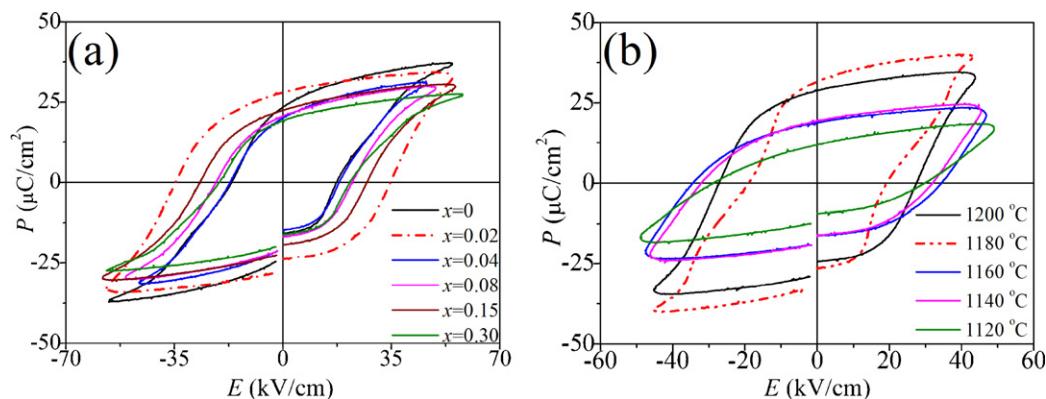 (a)
50
25
0
-25
-50
P (μC/cm²)
-70
-35
0
35
70
E (kV/cm)
x=0
x=0.02
x=0.04
x=0.08
x=0.15
x=0.30
(b)
50
25
0
-25
-50
P (μC/cm²)
-60
-40
-20
0
20
40
60
E (kV/cm)
1200 °C
1180 °C
1160 °C
1140 °C
1120 °C